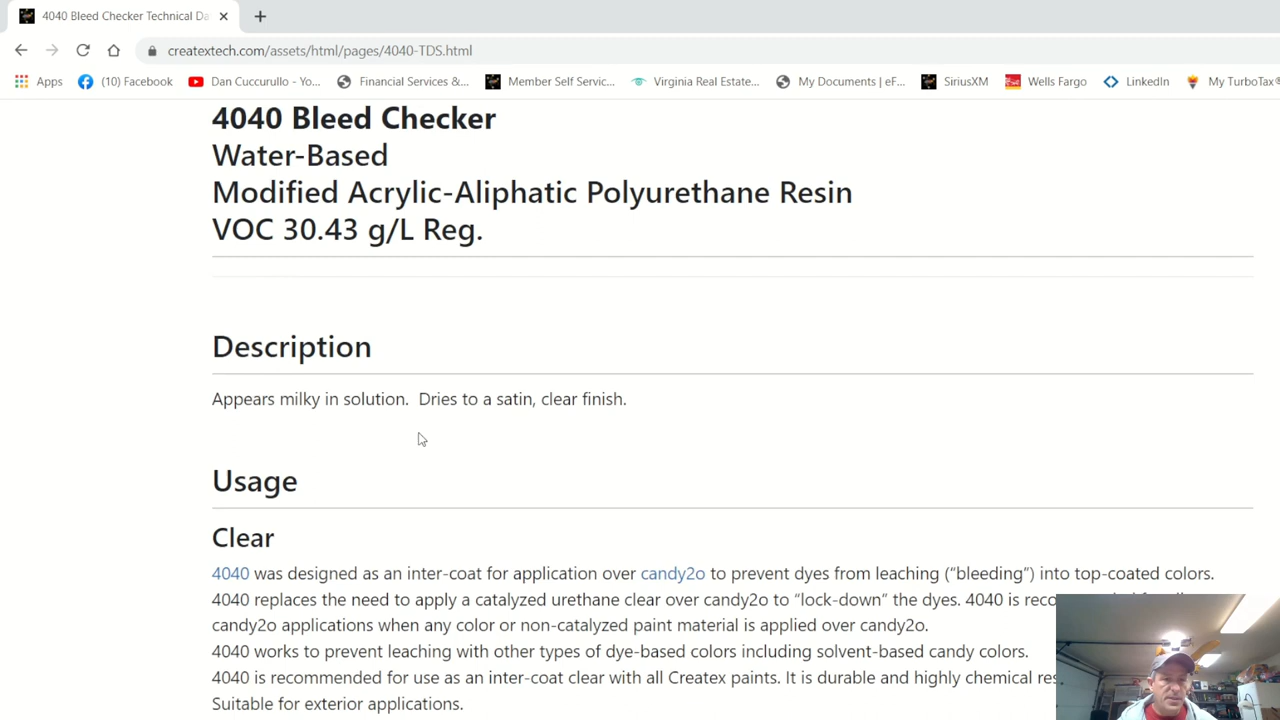 4040 Bleed Checker Technical Da
creatextech.com/assets/html/pages/4040-TDS.html
Apps (10) Facebook Dan Cuccurullo - Yo... Financial Services &... Member Self Servic... Virginia Real Estate... My Documents | eF... SiriusXM Wells Fargo LinkedIn My TurboTax®
4040 Bleed Checker
Water-Based
Modified Acrylic-Aliphatic Polyurethane Resin
VOC 30.43 g/L Reg.
Description
Appears milky in solution.  Dries to a satin, clear finish.
Usage
Clear
4040 was designed as an inter-coat for application over candy2o to prevent dyes from leaching (“bleeding”) into top-coated colors.
4040 replaces the need to apply a catalyzed urethane clear over candy2o to “lock-down” the dyes. 4040 is
candy2o applications when any color or non-catalyzed paint material is applied over candy2o.
4040 works to prevent leaching with other types of dye-based colors including solvent-based candy colors.
4040 is recommended for use as an inter-coat clear with all Createx paints. It is durable and highly chemical
Suitable for exterior applications.